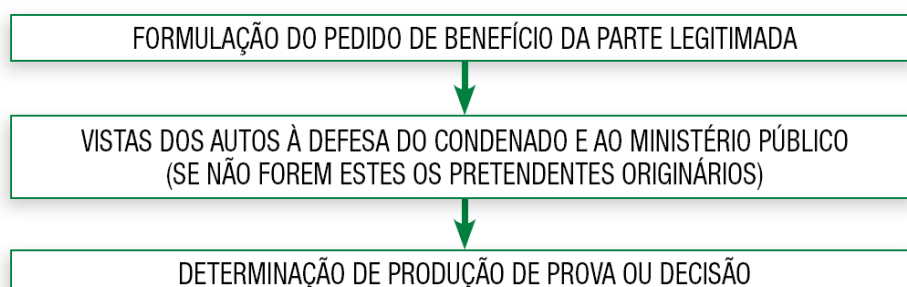 FORMULAÇÃO DO PEDIDO DE BENEFÍCIO DA PARTE LEGITIMADA
VISTAS DOS AUTOS À DEFESA DO CONDENADO E AO MINISTÉRIO PÚBLICO
(SE NÃO FOREM ESTES OS PRETENDENTES ORIGINÁRIOS)
DETERMINAÇÃO DE PRODUÇÃO DE PROVA OU DECISÃO